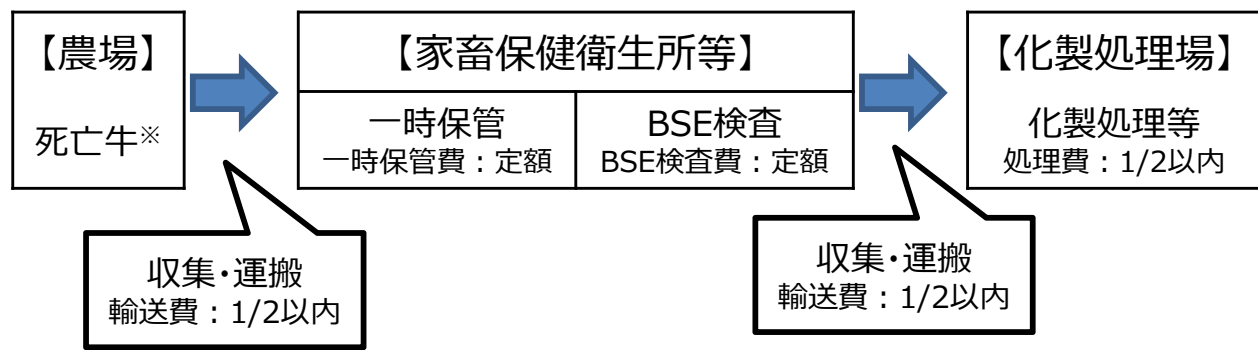 【農場】
死亡牛※
【家畜保健衛生所等】
一時保管
一時保管費：定額
BSE検査
BSE検査費：定額
【化製処理場】
化製処理等
処理費：1/2以内
収集・運搬
輸送費：1/2以内
収集・運搬
輸送費：1/2以内